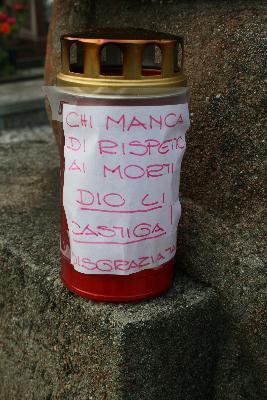 CHI MANCA
DI RISPETTO
AI MORTI
DIO LI
CASTIGA!
DISGRAZIATI